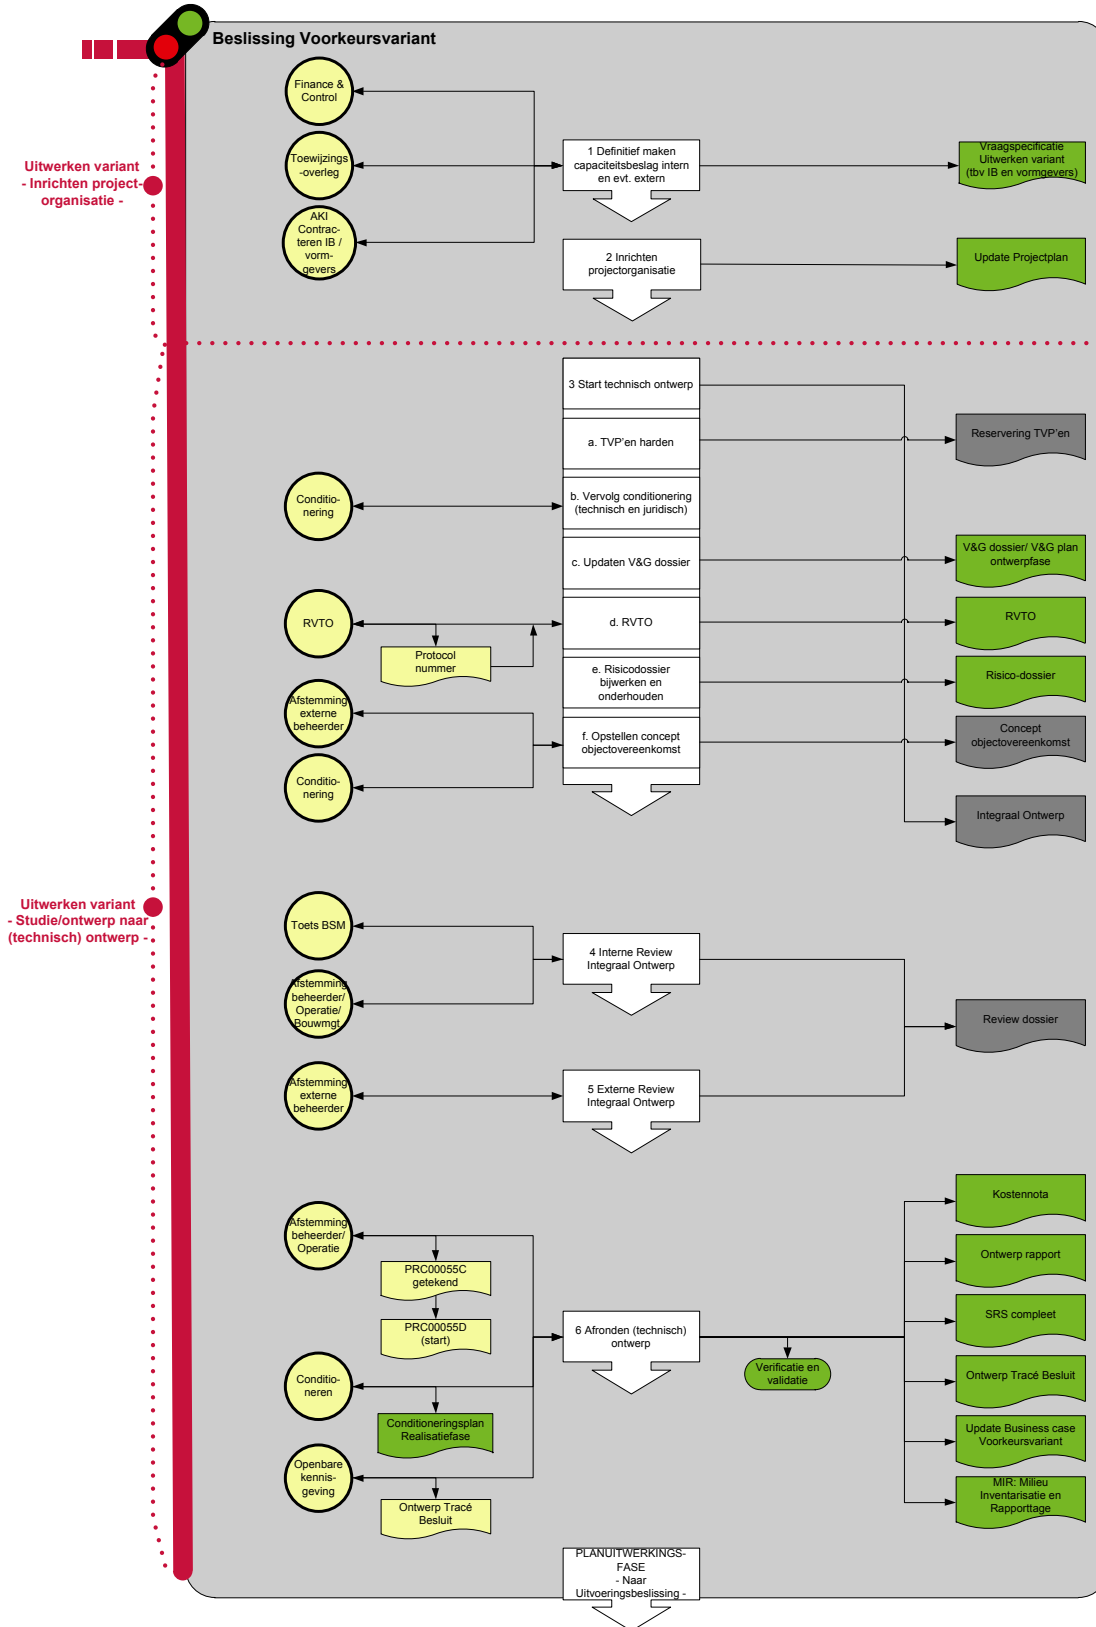 Beslissing Voorkeursvariant
Finance &
Control
Toewijzings
-overleg
AKI
Contrac-
teren IB /
vorm-
gevers
1 Definitief maken
capaciteitsbeslag intern
en evt. extern
Vraagspecificatie
Uitwerken variant
(tbv IB en vormgevers)
Uitwerken variant
- Inrichten project-
organisatie -
2 Inrichten
projectorganisatie
Update Projectplan
3 Start technisch ontwerp
a. TVP'en harden
Reservering TVP'en
Conditio-
nering
b. Vervolg conditionering
(technisch en juridisch)
c. Updaten V&G dossier
V&G dossier/ V&G plan
ontwerpfase
RVTO
Protocol
nummer
d. RVTO
RVTO
e. Risicodossier
bijwerken en
onderhouden
Risico-dossier
Afstemming
externe
beheerder
Conditio-
nering
f. Opstellen concept
objectovereenkomst
Concept
objectovereenkomst
Integraal Ontwerp
Uitwerken variant
- Studie/ontwerp naar
(technisch) ontwerp -
Toets BSM
Afstemming
beheerder/
Operatie/
Bouwmgt.
4 Interne Review
Integraal Ontwerp
Review dossier
Afstemming
externe
beheerder
5 Externe Review
Integraal Ontwerp
Afstemming
beheerder/
Operatie
PRC00055C
getekend
PRC00055D
(start)
Conditio-
neren
Conditioneringsplan
Realisatiefase
Openbare
kennis-
geving
Ontwerp Tracé
Besluit
6 Afronden (technisch)
ontwerp
Verificatie en
validatie
Kostennota
Ontwerp rapport
SRS compleet
Ontwerp Tracé Besluit
Update Business case
Voorkeursvariant
MIR: Milieu
Inventarisatie en
Rapporttage
PLANUITWERKINGS-
FASE
- Naar
Uitvoeringsbeslissing -